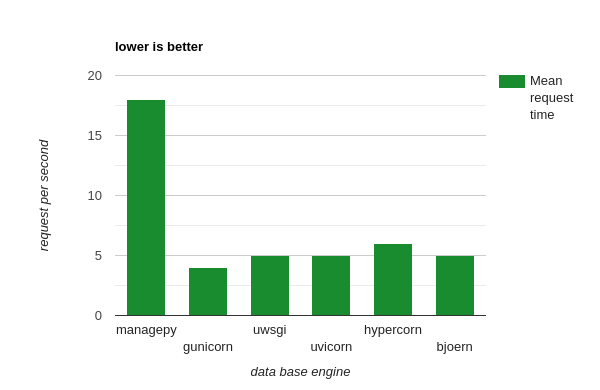 lower is better
20
15
10
5
0
request per second
managepy
gunicorn
uwsgi
uvicorn
hypercorn
bjoern
data base engine
Mean
request
time